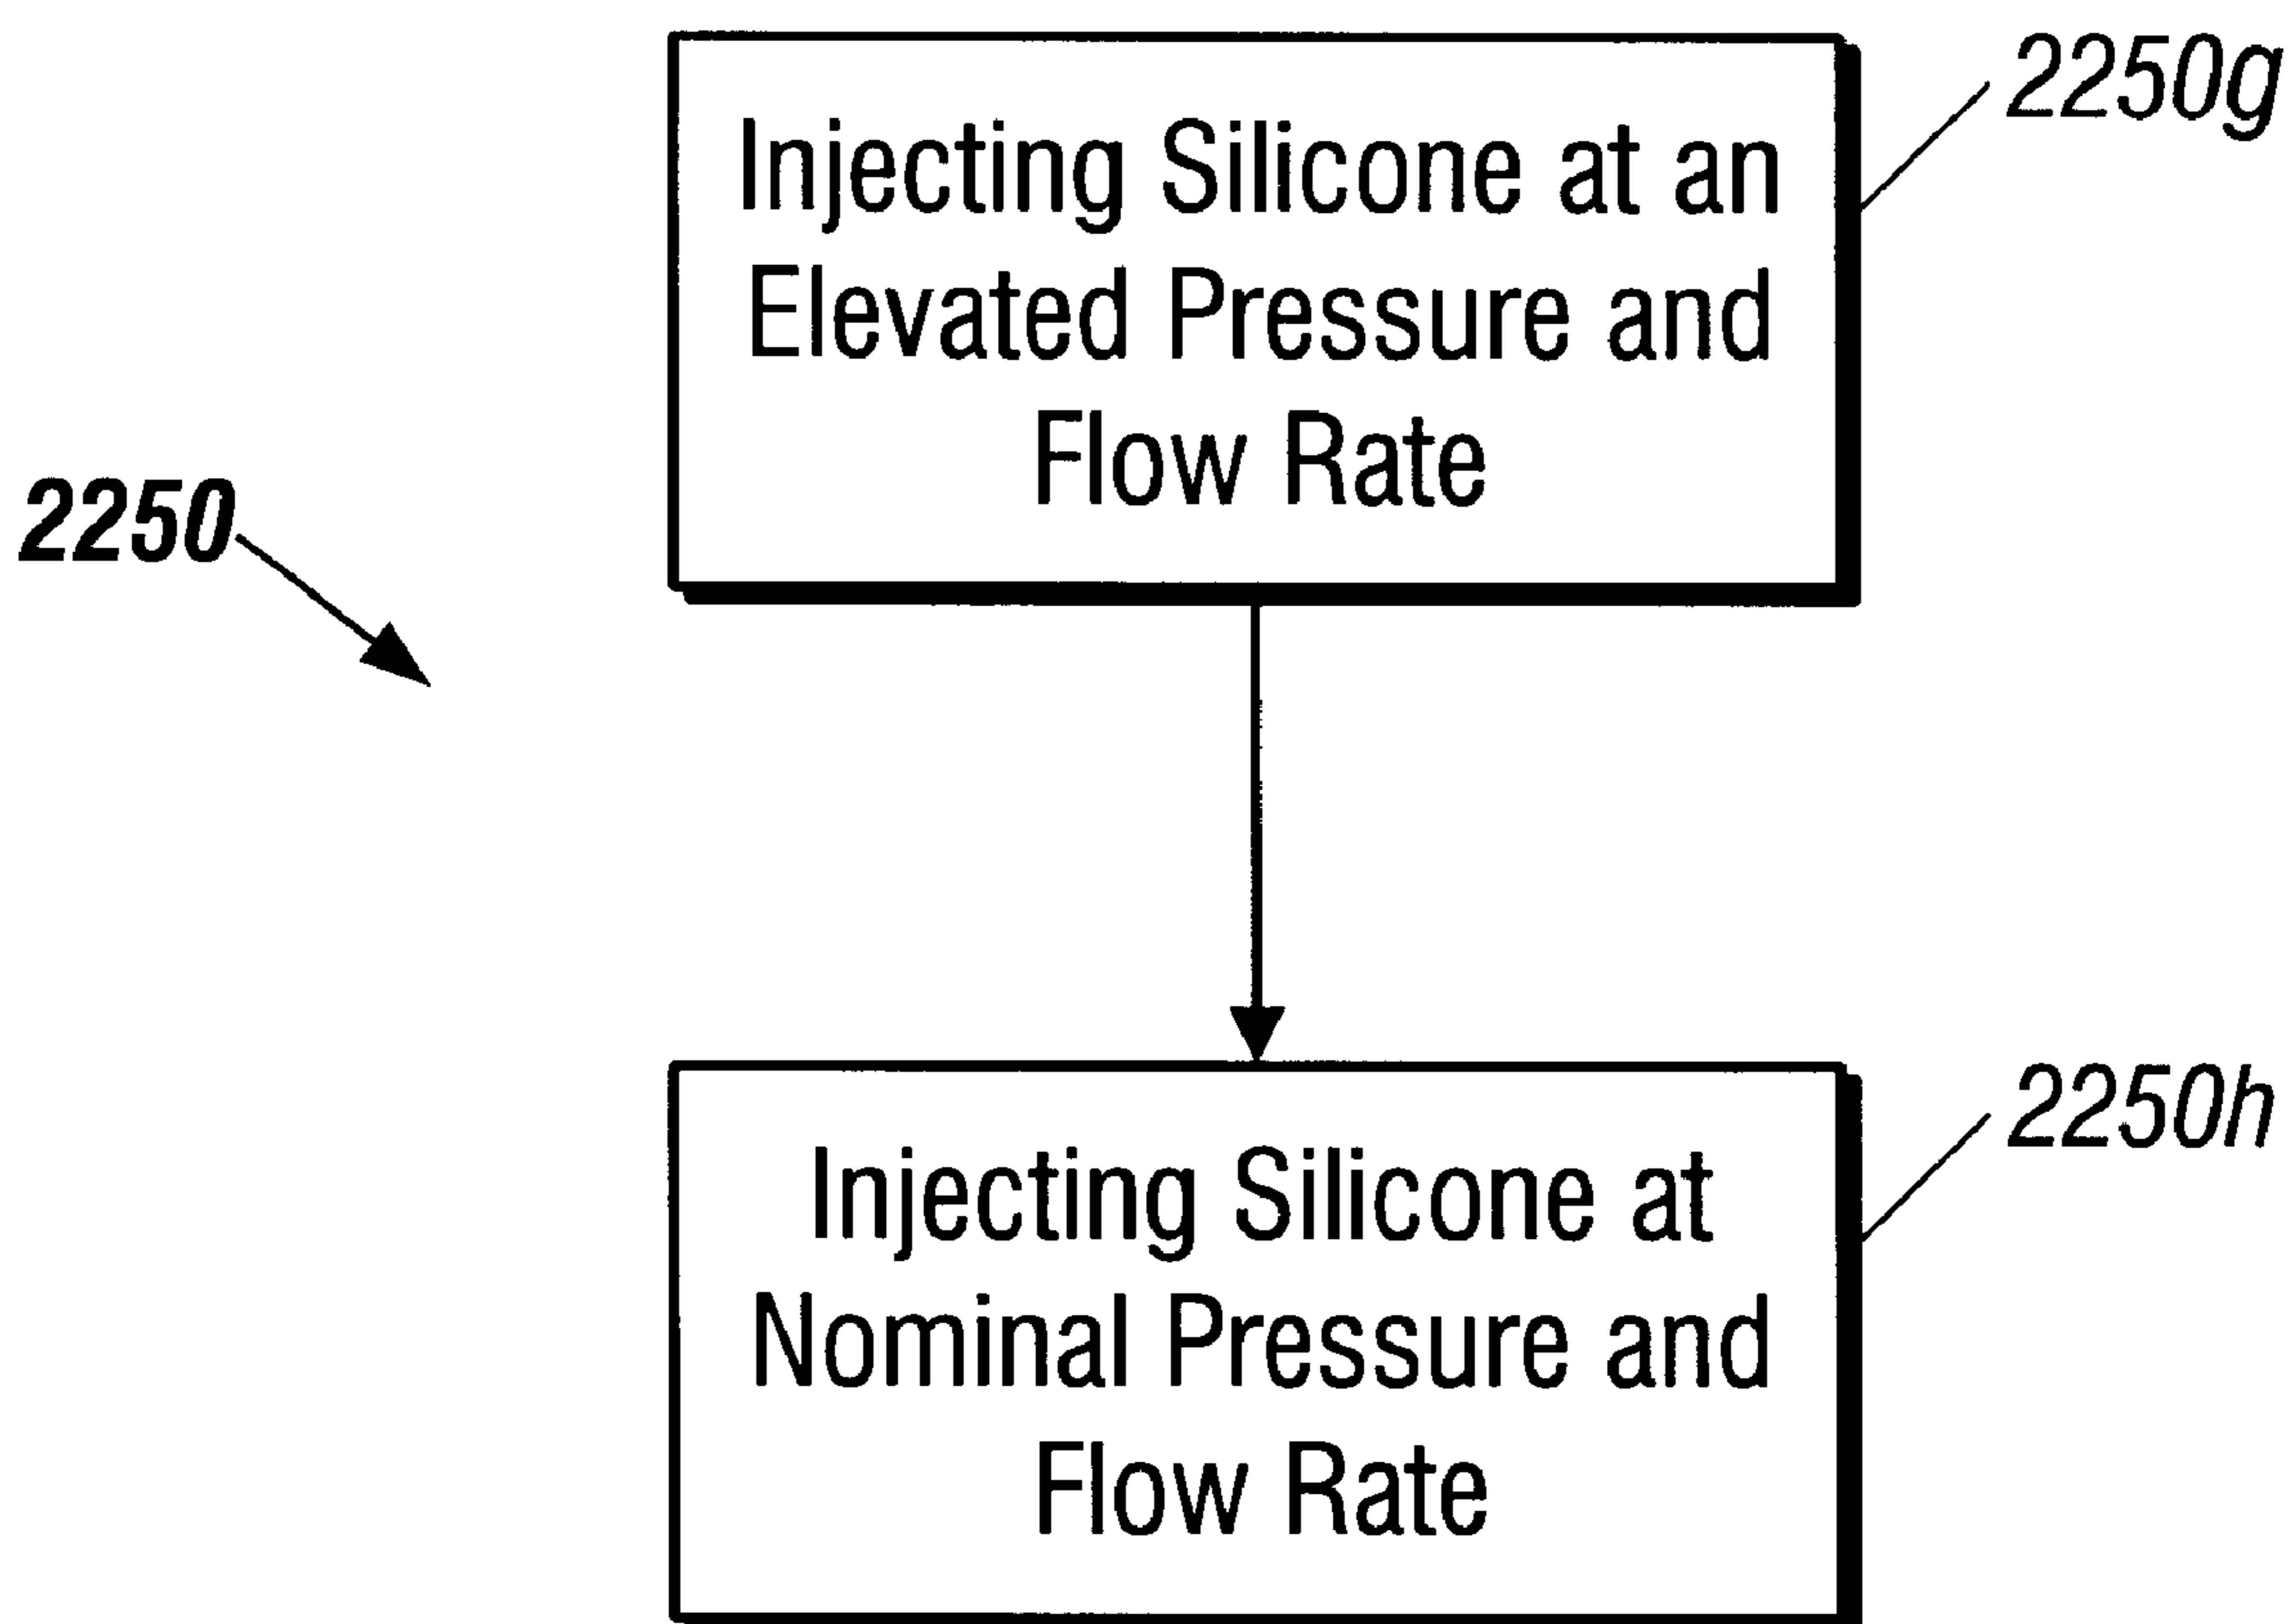 2250g
Injecting Silicone at an
Elevated Pressure and
Flow Rate
2250
2250h
Injecting Silicone at
Nominal Pressure and
Flow Rate